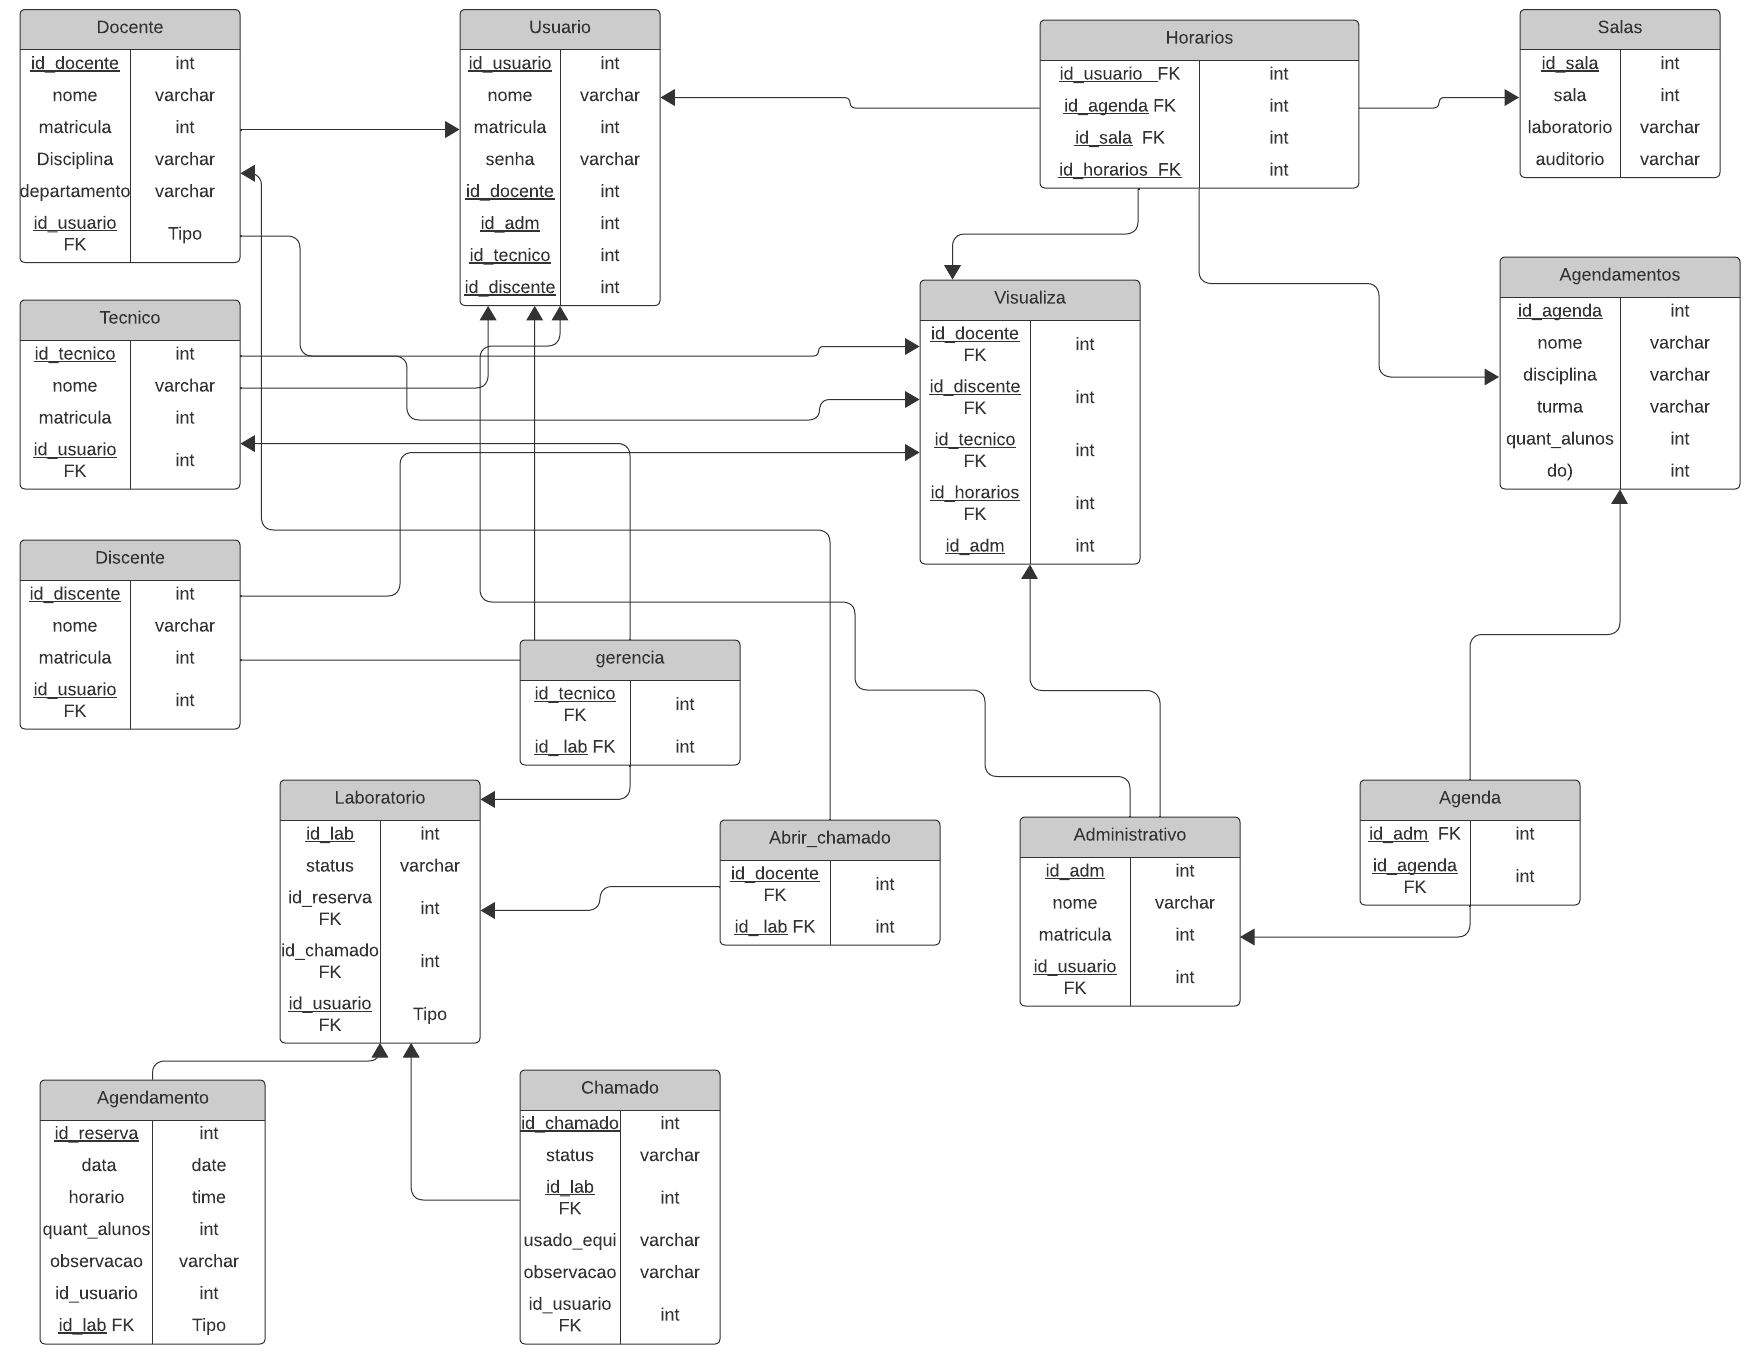 Docente
id_docente int
nome varchar
matricula int
Disciplina varchar
departamento varchar
id_usuario
FK Tipo
Usuario
id_usuario int
nome varchar
matricula int
senha varchar
id_docente int
id_adm int
id_tecnico int
id_discente int
Horarios
id_usuario FK int
id_agenda FK int
id_sala FK int
id_horarios FK int
Salas
id_sala int
sala int
laboratorio varchar
auditorio varchar
Tecnico
id_tecnico int
nome varchar
matricula int
id_usuario
FK int
Visualiza
id_docente
FK int
id_discente
FK int
id_tecnico
FK int
id_horarios
FK int
id_adm int
Agendamentos
id_agenda int
nome varchar
disciplina varchar
turma varchar
quant_alunos int
do) int
Discente
id_discente int
nome varchar
matricula int
id_usuario
FK int
gerencia
id_tecnico
FK int
id_ lab FK int
Laboratorio
id_lab int
status varchar
id_reserva
FK int
id_chamado
FK int
id_usuario
FK Tipo
Abrir_chamado
id_docente
FK int
id_ lab FK int
Administrativo
id_adm int
nome varchar
matricula int
id_usuario
FK int
Agenda
id_adm FK int
id_agenda
FK int
Agendamento
id_reserva int
data date
horario time
quant_alunos int
observacao varchar
id_usuario int
id_lab FK Tipo
Chamado
id_chamado int
status varchar
id_lab
FK int
usado_equi varchar
observacao varchar
id_usuario
FK int